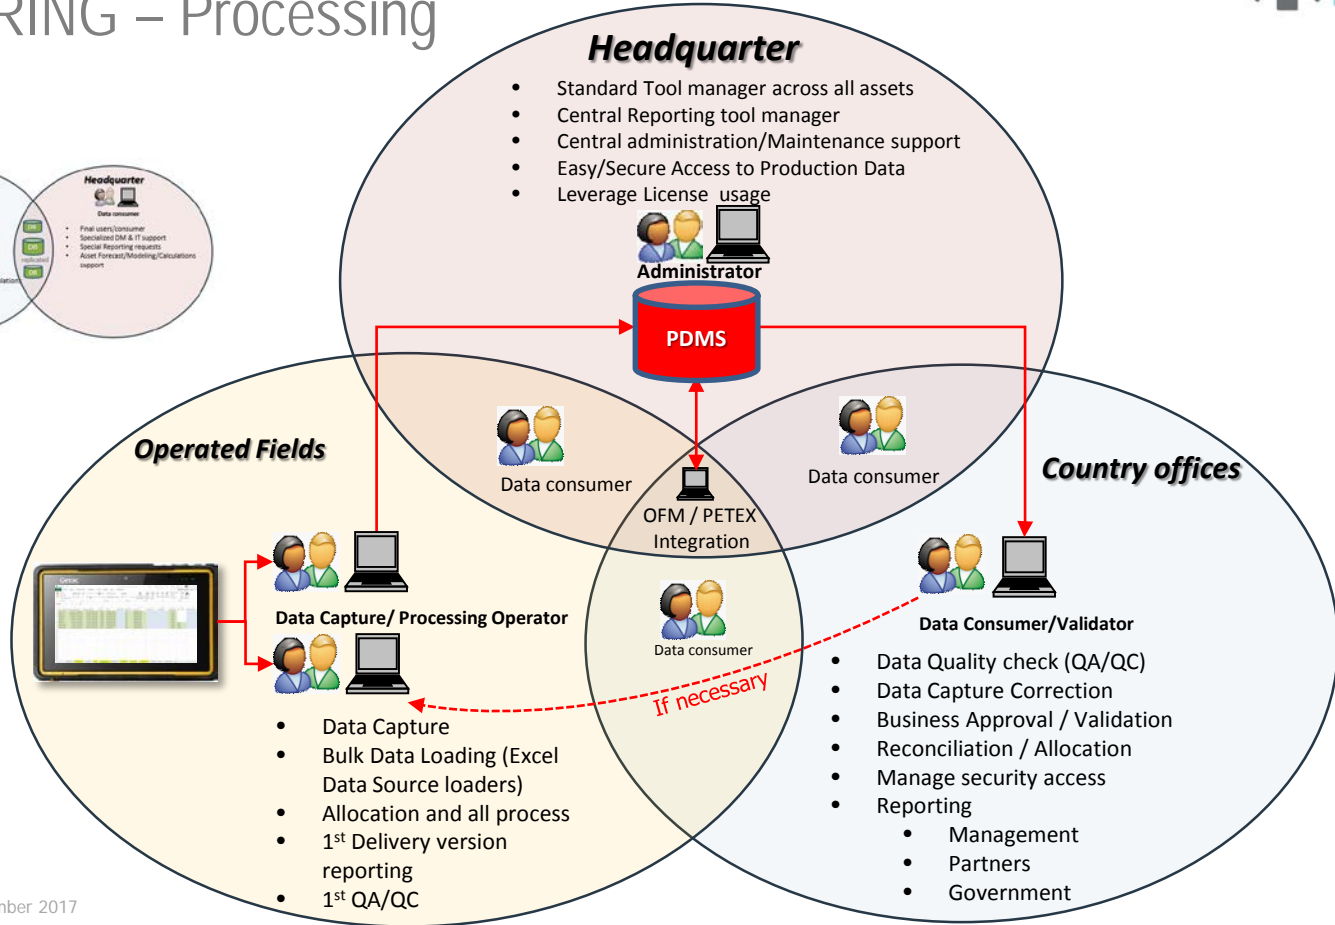 RING – Processing
Headquarter
• Standard Tool manager across all assets
• Central Reporting tool manager
• Central administration/Maintenance support
• Easy/Secure Access to Production Data
• Leverage License usage
Administrator
PDMS
Headquarter
Data consumer
• Final users/consumer
• Specialized DM & IT support
• Special Reporting requests
• Asset Forecast/Modeling/Calculations
support
DB
DB
replicated
DB
Operated Fields
Data consumer
Data consumer
Country offices
OFM / PETEX
Integration
Getac
Data Capture/ Processing Operator
Data consumer
Data Consumer/Validator
If necessary
• Data Capture
• Bulk Data Loading (Excel
Data Source loaders)
• Allocation and all process
• 1st Delivery version
reporting
• 1st QA/QC
• Data Quality check (QA/QC)
• Data Capture Correction
• Business Approval / Validation
• Reconciliation / Allocation
• Manage security access
• Reporting
• Management
• Partners
• Government
mber 2017